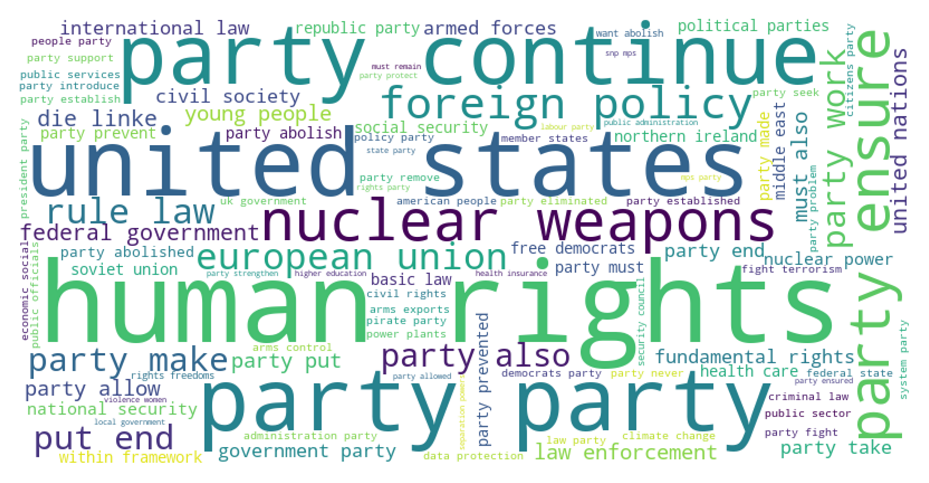 international law
republic party
armed forces
want abolish
political parties
people party
party continue
snp mps
must remain
party support
public services
party protect
party introduce
civil society
foreign policy
party seek
party establish
young people
die linke
social security
labour party
public administration
northern ireland
party prevent
party abolish
policy party
member states
united states
state party
party remove
rights party
mps party
uk government
american people
party eliminated
party established
rule law
nuclear weapons
federal government
party abolished
european union
free democrats
party end
nuclear power
soviet union
party strengthen
higher education
basic law
health insurance
party must
fight terrorism
human rights
civil rights
arms exports
pirate party
power plants
arms control
party make
party put
party also
fundamental rights
rights freedoms
party allowed
democrats party
party never
health care
federal state
party allow
party ensured
violence women
party party
criminal law
national security
public sector
local government
put end
administration party
law party
climate change
party fight
within framework
government party
data protection
law enforcement
party take
president party
economic social
public officials
separation powers
party prevented
security council
party made
middle east
must also
party problem
party work
citizens party
party ensure
united nations
system party